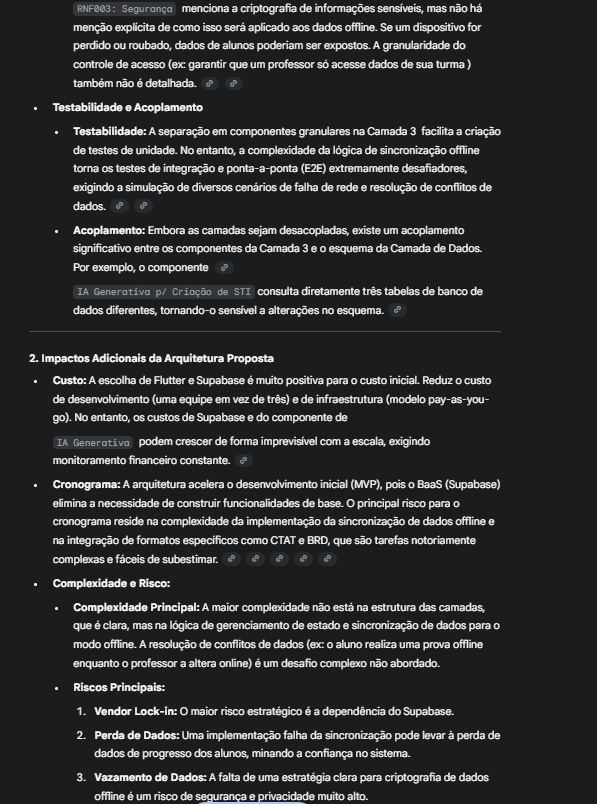 RNF003: Segurança menciona a criptografia de informações sensíveis, mas não há
menção explícita de como isso será aplicado aos dados offline. Se um dispositivo for
perdido ou roubado, dados de alunos poderiam ser expostos. A granularidade do
controle de acesso (ex: garantir que um professor só acesse dados de sua turma )
também não é detalhada.
• Testabilidade e Acoplamento
• Testabilidade: A separação em componentes granulares na Camada 3 facilita a criação
de testes de unidade. No entanto, a complexidade da lógica de sincronização offline
torna os testes de integração e ponta-a-ponta (E2E) extremamente desafiadores,
exigindo a simulação de diversos cenários de falha de rede e resolução de conflitos de
dados.
• Acoplamento: Embora as camadas sejam desacopladas, existe um acoplamento
significativo entre os componentes da Camada 3 e o esquema da Camada de Dados.
Por exemplo, o componente
IA Generativa p/ Criação de STI consulta diretamente três tabelas de banco de
dados diferentes, tornando-o sensível a alterações no esquema.
2. Impactos Adicionais da Arquitetura Proposta
• Custo: A escolha de Flutter e Supabase é muito positiva para o custo inicial. Reduz o custo
de desenvolvimento (uma equipe em vez de três) e de infraestrutura (modelo pay-as-you-
go). No entanto, os custos de Supabase e do componente de
IA Generativa podem crescer de forma imprevisível com a escala, exigindo
monitoramento financeiro constante.
• Cronograma: A arquitetura acelera o desenvolvimento inicial (MVP), pois o BaaS (Supabase)
elimina a necessidade de construir funcionalidades de base. O principal risco para o
cronograma reside na complexidade da implementação da sincronização de dados offline e
na integração de formatos específicos como CTAT e BRD, que são tarefas notoriamente
complexas e fáceis de subestimar.
• Complexidade e Risco:
• Complexidade Principal: A maior complexidade não está na estrutura das camadas,
que é clara, mas na lógica de gerenciamento de estado e sincronização de dados para o
modo offline. A resolução de conflitos de dados (ex: o aluno realiza uma prova offline
enquanto o professor a altera online) é um desafio complexo não abordado.
• Riscos Principais:
1. Vendor Lock-in: O maior risco estratégico é a dependência do Supabase.
2. Perda de Dados: Uma implementação falha da sincronização pode levar à perda de
dados de progresso dos alunos, minando a confiança no sistema.
3. Vazamento de Dados: A falta de uma estratégia clara para criptografia de dados
offline é um risco de segurança e privacidade muito alto.